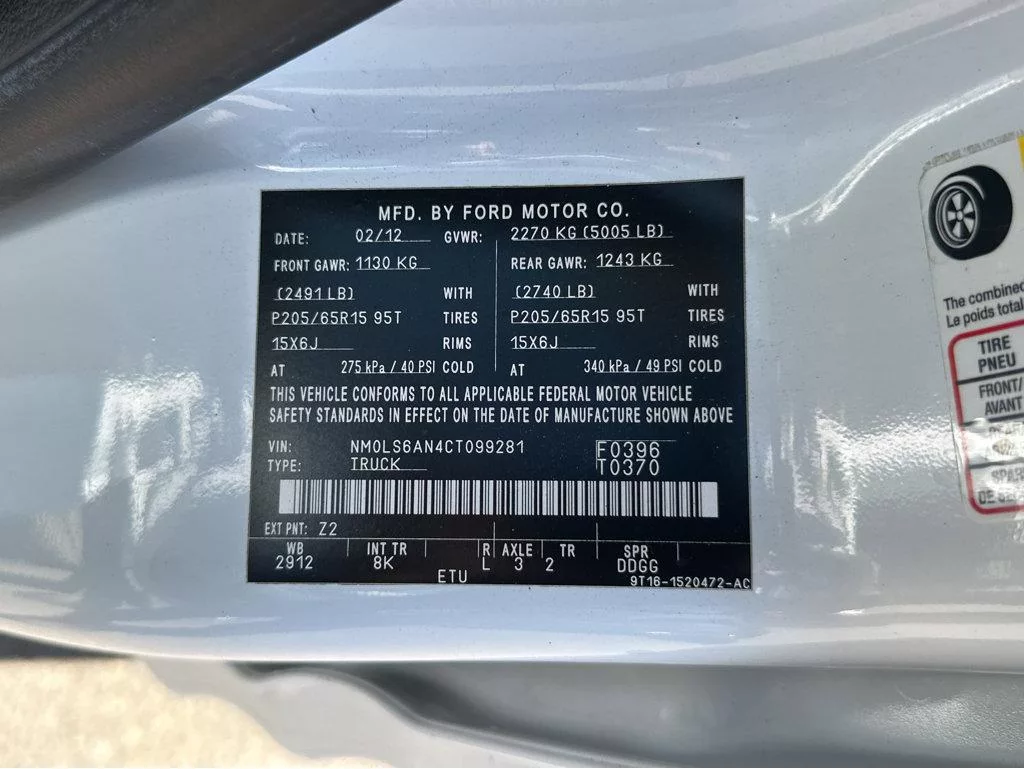 MFD. BY FORD MOTOR CO.
DATE: 02/12 GVWR: 2270 KG (5005 LB)
FRONT GAWR: 1130 KG REAR GAWR: 1243 KG
(2491 LB) WITH (2740 LB) WITH
P205/65R15 95T TIRES P205/65R15 95T TIRES
15X6J RIMS 15X6J RIMS
AT 275 kPa / 40 PSI COLD AT 340 kPa / 49 PSI COLD
THIS VEHICLE CONFORMS TO ALL APPLICABLE FEDERAL MOTOR VEHICLE
SAFETY STANDARDS IN EFFECT ON THE DATE OF MANUFACTURE SHOWN ABOVE
VIN: NM0LS6AN4CT099281 F0396
TYPE: TRUCK T0370
EXT PNT: Z2
WB INT TR R AXLE TR SPR
2912 8K L 3 2 DDGG
ETU 9T16-1520472-AC
The combined
Le poids total
TIRE
PNEU
FRONT/
AVANT